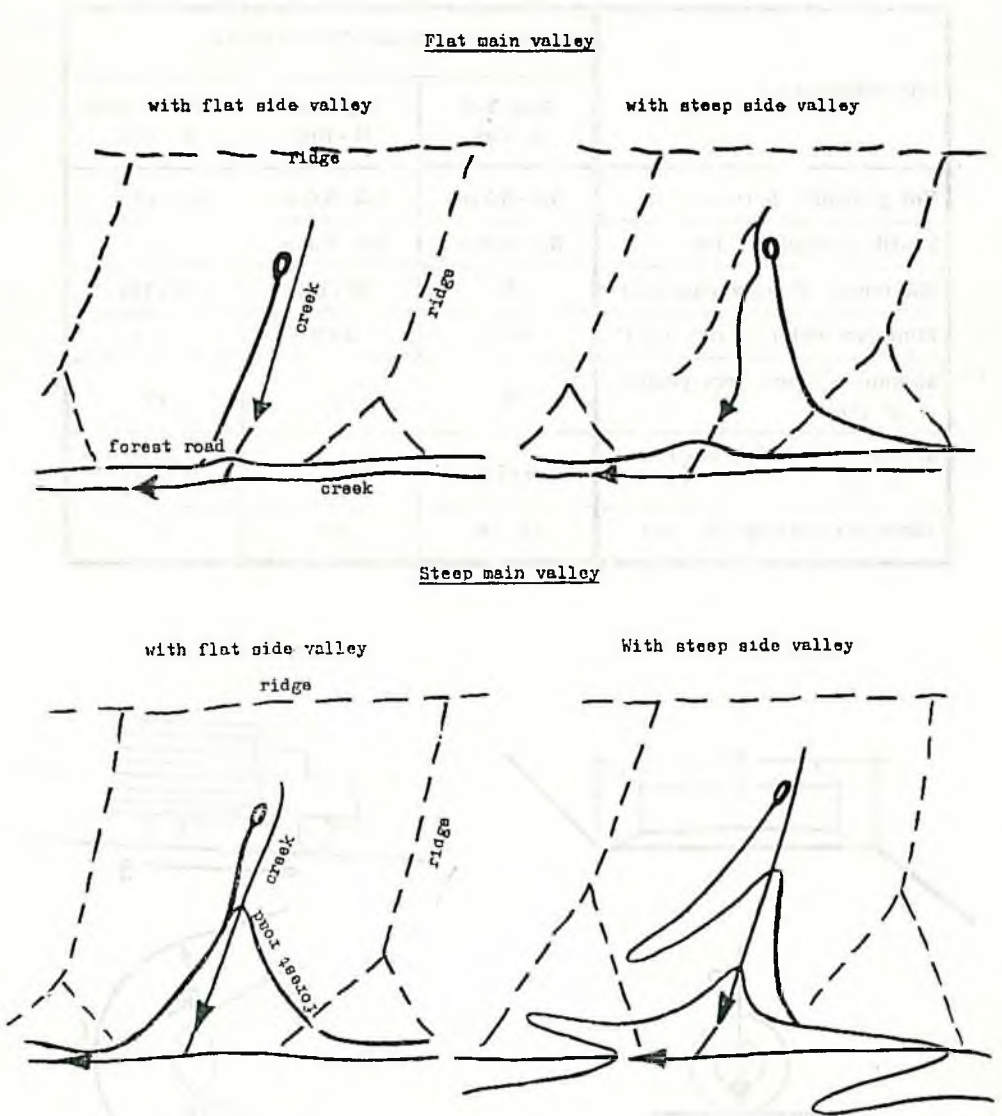 Flat main valley
with flat side valley
with steep side valley
ridge
creek
ridge
forest road
creek
Steep main valley
with flat side valley
With steep side valley
ridge
creek
ridge
forest road